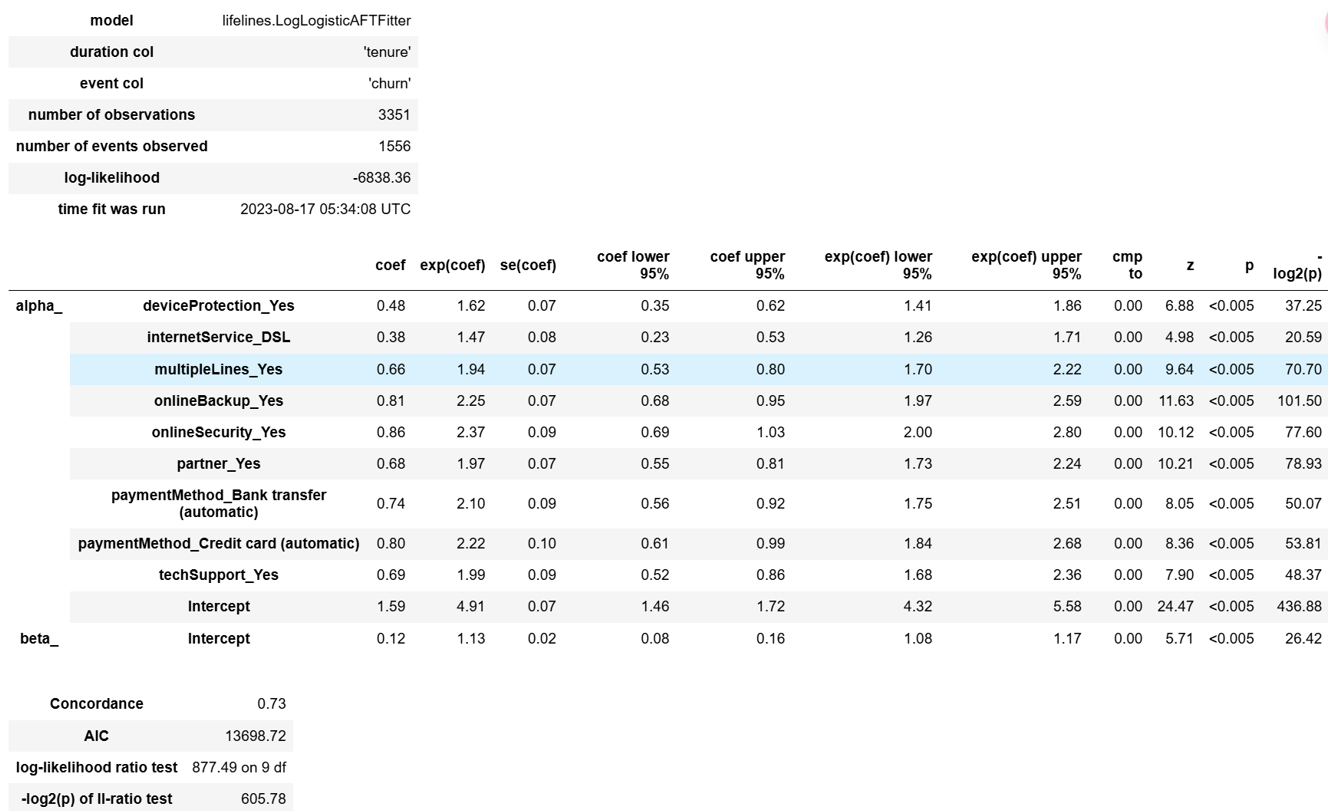 model lifelines.LogLogisticAFTFitter
duration col 'tenure'
event col 'churn'
number of observations 3351
number of events observed 1556
log-likelihood -6838.36
time fit was run 2023-08-17 05:34:08 UTC
coef exp(coef) se(coef) coef lower 95% coef upper 95% exp(coef) lower 95% exp(coef) upper 95% cmp to z p -log2(p)
alpha_ deviceProtection_Yes 0.48 1.62 0.07 0.35 0.62 1.41 1.86 0.00 6.88 <0.005 37.25
internetService_DSL 0.38 1.47 0.08 0.23 0.53 1.26 1.71 0.00 4.98 <0.005 20.59
multipleLines_Yes 0.66 1.94 0.07 0.53 0.80 1.70 2.22 0.00 9.64 <0.005 70.70
onlineBackup_Yes 0.81 2.25 0.07 0.68 0.95 1.97 2.59 0.00 11.63 <0.005 101.50
onlineSecurity_Yes 0.86 2.37 0.09 0.69 1.03 2.00 2.80 0.00 10.12 <0.005 77.60
partner_Yes 0.68 1.97 0.07 0.55 0.81 1.73 2.24 0.00 10.21 <0.005 78.93
paymentMethod_Bank transfer (automatic) 0.74 2.10 0.09 0.56 0.92 1.75 2.51 0.00 8.05 <0.005 50.07
paymentMethod_Credit card (automatic) 0.80 2.22 0.10 0.61 0.99 1.84 2.68 0.00 8.36 <0.005 53.81
techSupport_Yes 0.69 1.99 0.09 0.52 0.86 1.68 2.36 0.00 7.90 <0.005 48.37
Intercept 1.59 4.91 0.07 1.46 1.72 4.32 5.58 0.00 24.47 <0.005 436.88
beta_ Intercept 0.12 1.13 0.02 0.08 0.16 1.08 1.17 0.00 5.71 <0.005 26.42
Concordance 0.73
AIC 13698.72
log-likelihood ratio test 877.49 on 9 df
-log2(p) of ll-ratio test 605.78